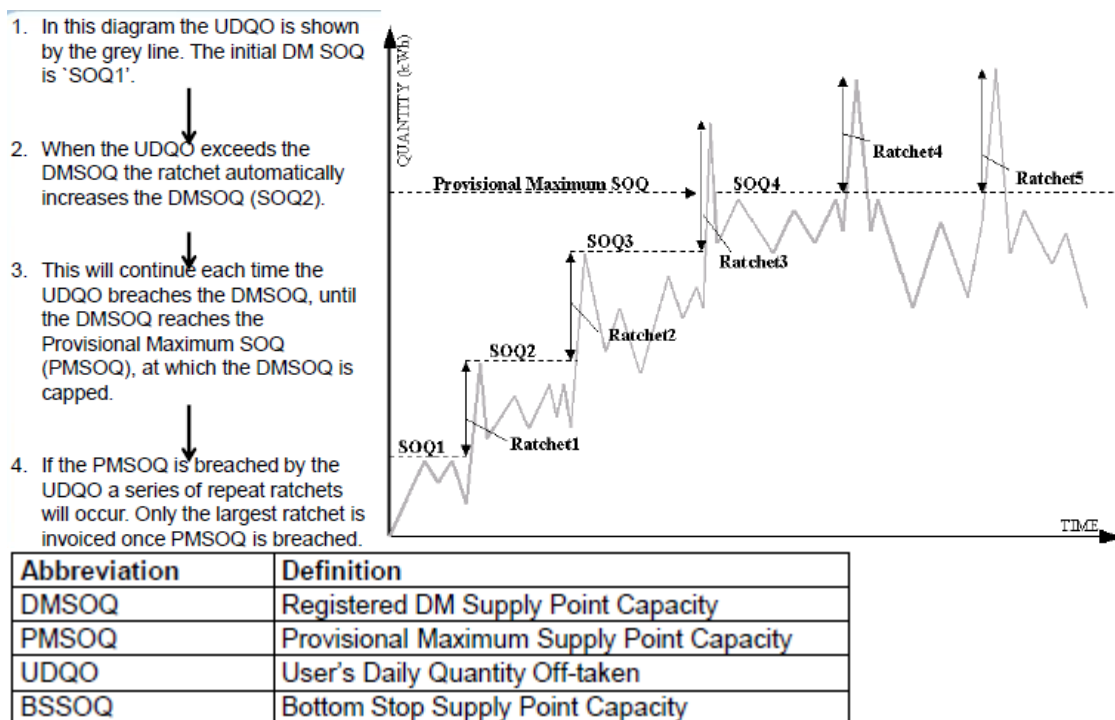 1. In this diagram the UDQO is shown
by the grey line. The initial DM SOQ
is `SOQ1'.
2. When the UDQO exceeds the
DMSOQ the ratchet automatically
increases the DMSOQ (SOQ2).
3. This will continue each time the
UDQO breaches the DMSOQ, until
the DMSOQ reaches the
Provisional Maximum SOQ
(PMSOQ), at which the DMSOQ is
capped.
4. If the PMSOQ is breached by the
UDQO a series of repeat ratchets
will occur. Only the largest ratchet is
invoiced once PMSOQ is breached.
QUANTITY (kWh)
Provisional Maximum SOQ
SOQ4
Ratchet4
Ratchet5
SOQ3
Ratchet3
Ratchet2
SOQ2
SOQ1
Ratchet1
TIME
Abbreviation Definition
DMSOQ Registered DM Supply Point Capacity
PMSOQ Provisional Maximum Supply Point Capacity
UDQO User's Daily Quantity Off-taken
BSSOQ Bottom Stop Supply Point Capacity